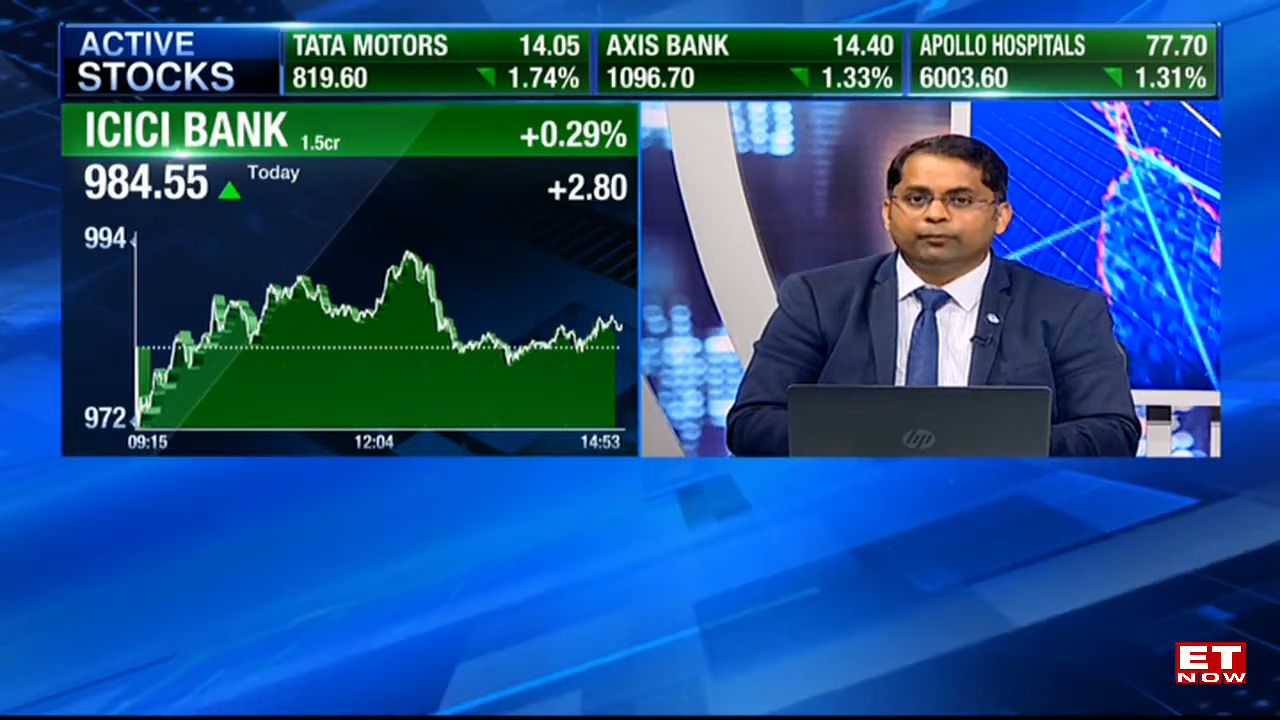 ACTIVE
STOCKS
TATA MOTORS 14.05
819.60 1.74%
AXIS BANK 14.40
1096.70 1.33%
APOLLO HOSPITALS 77.70
6003.60 1.31%
ICICI BANK 1.5cr +0.29%
984.55 Today +2.80
994
972
09:15 12:04 14:53
hp
ET
NOW